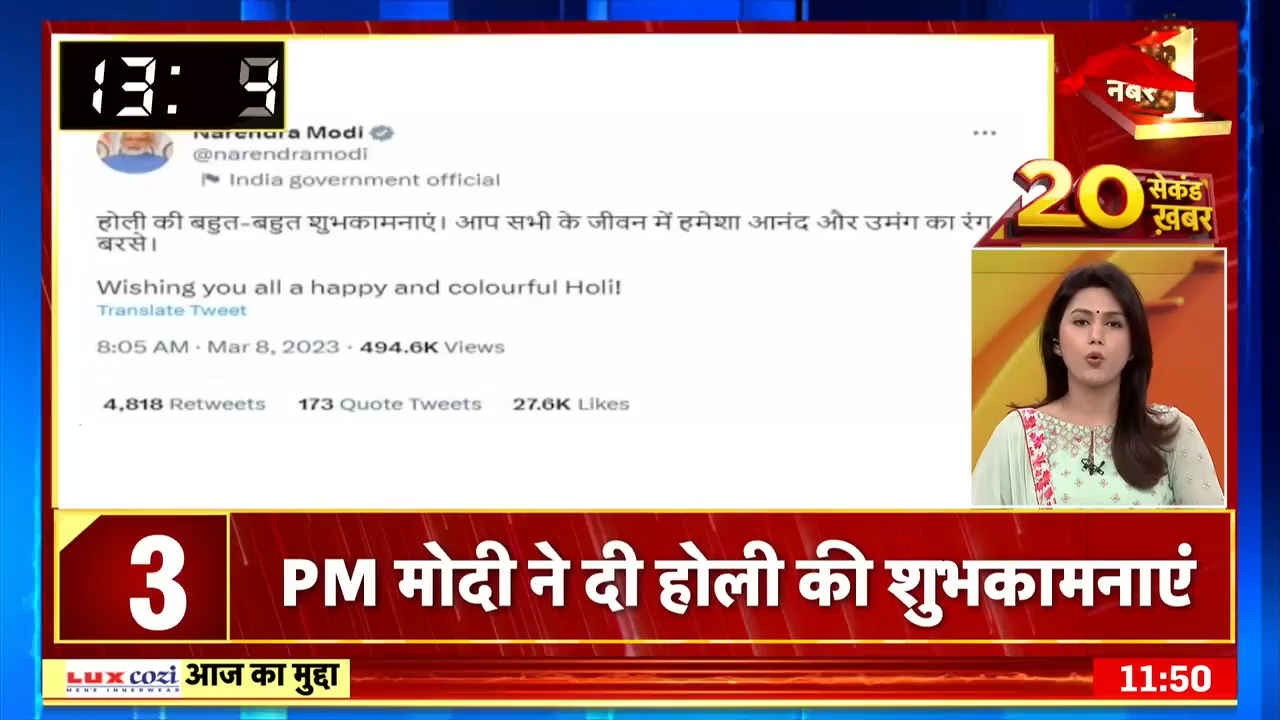 13: 9
नंबर 1
Narendra Modi
@narendramodi
India government official
20 सेकंड ख़बर
होली की बहुत-बहुत शुभकामनाएं। आप सभी के जीवन में हमेशा आनंद और उमंग का रंग
बरसे।
Wishing you all a happy and colourful Holi!
Translate Tweet
8:05 AM · Mar 8, 2023 · 494.6K Views
4,818 Retweets 173 Quote Tweets 27.6K Likes
3 PM मोदी ने दी होली की शुभकामनाएं
LUX cozi
MEN'S INNERWEAR
आज का मुद्दा
11:50